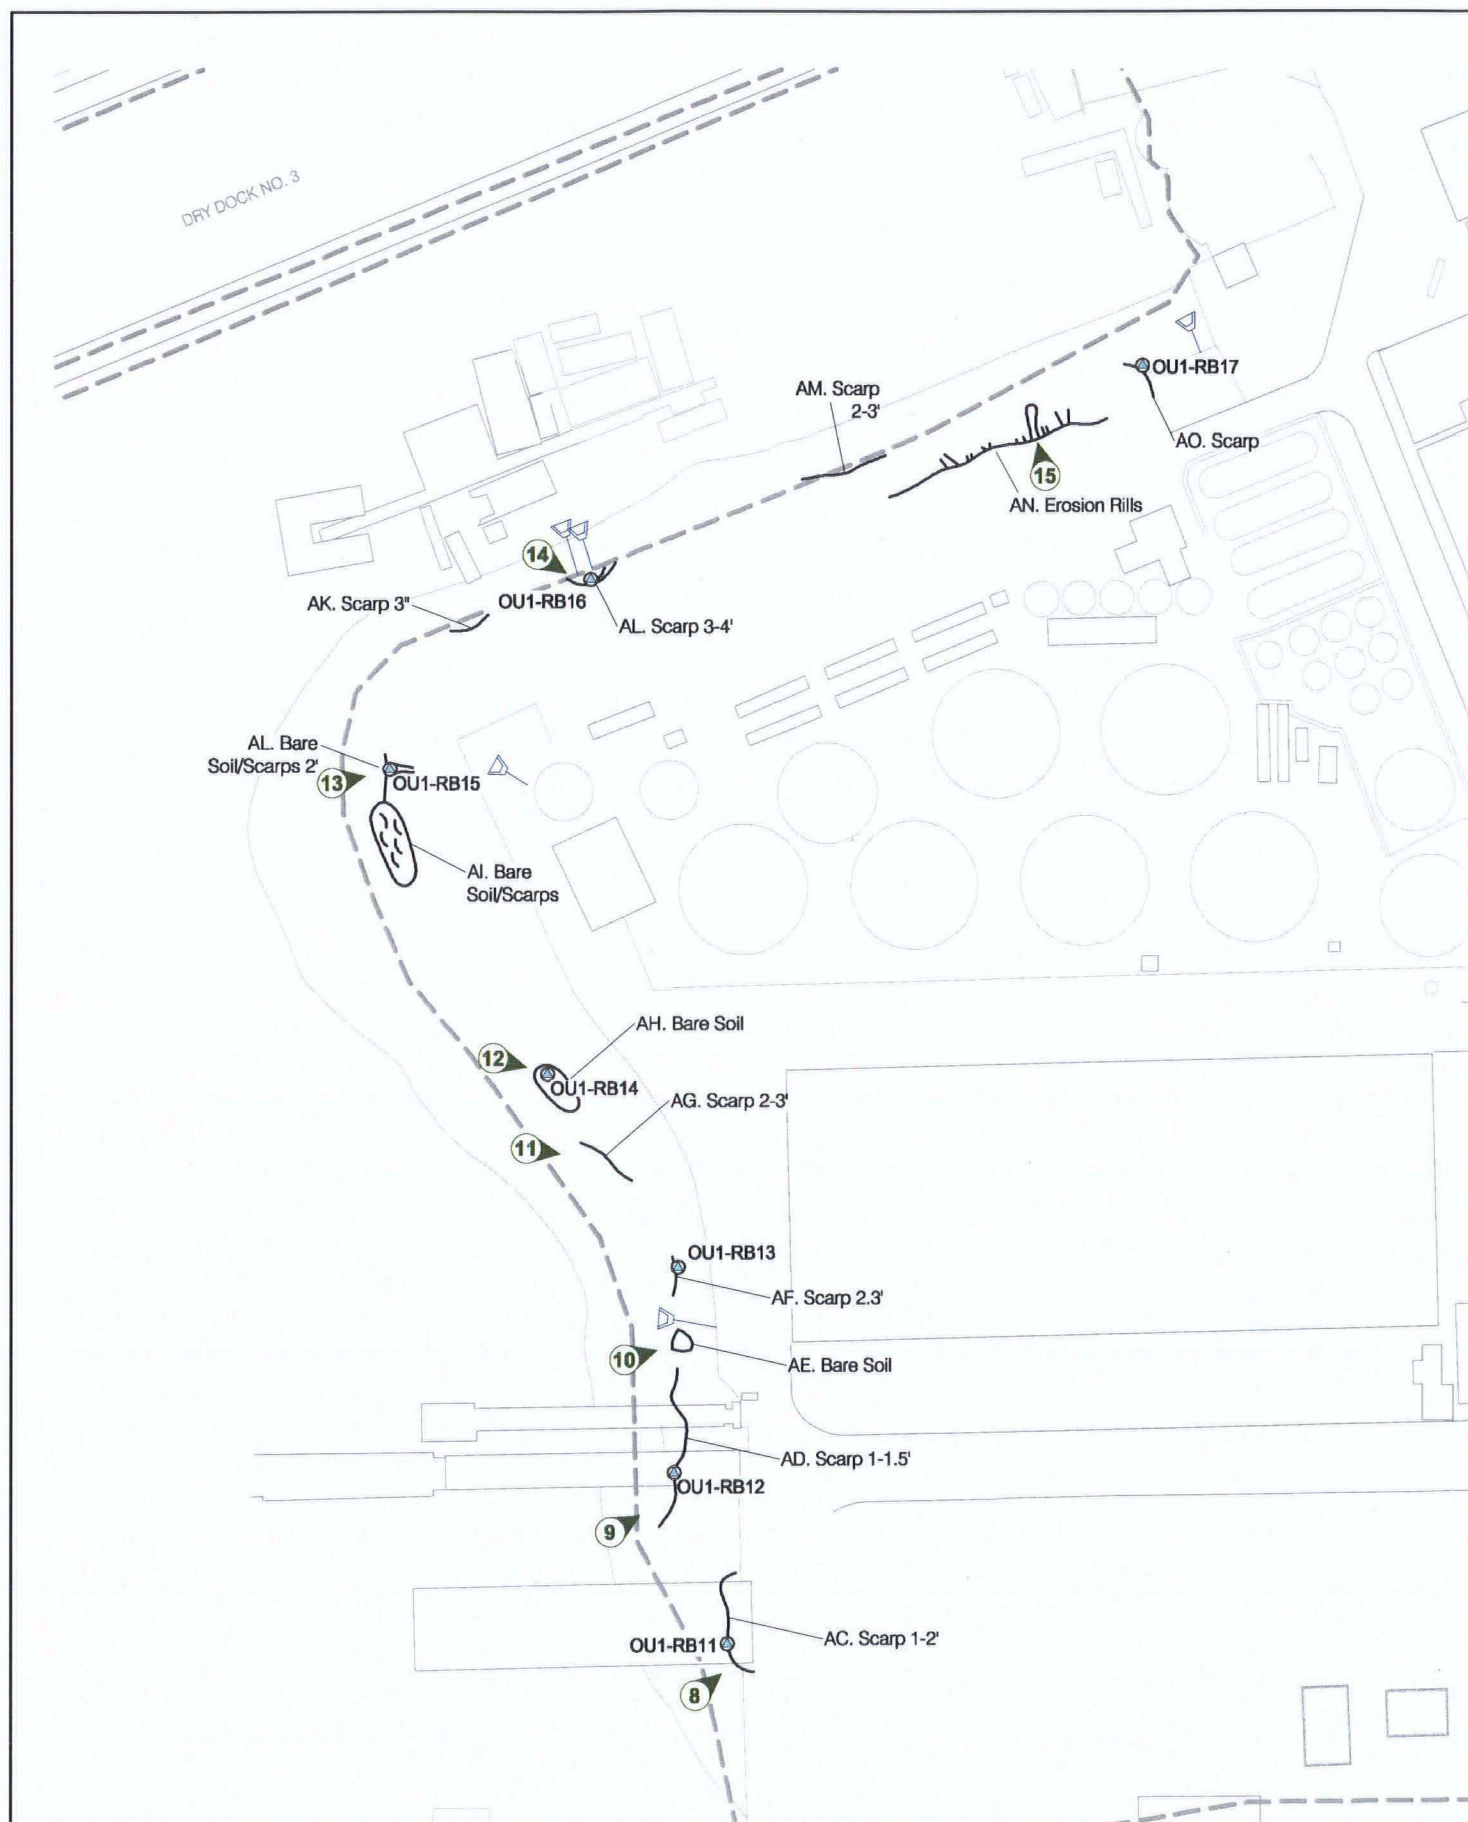 DRY DOCK NO. 3
OU1-RB17
AM. Scarp
2-3'
AO. Scarp
15
AN. Erosion Rills
14
OU1-RB16
AK. Scarp 3"
AL. Scarp 3-4'
AL. Bare
Soil/Scarps 2'
13
OU1-RB15
AI. Bare
Soil/Scarps
AH. Bare Soil
12
OU1-RB14
AG. Scarp 2-3'
11
OU1-RB13
AF. Scarp 2.3'
10
AE. Bare Soil
AD. Scarp 1-1.5'
OU1-RB12
9
AC. Scarp 1-2'
OU1-RB11
8